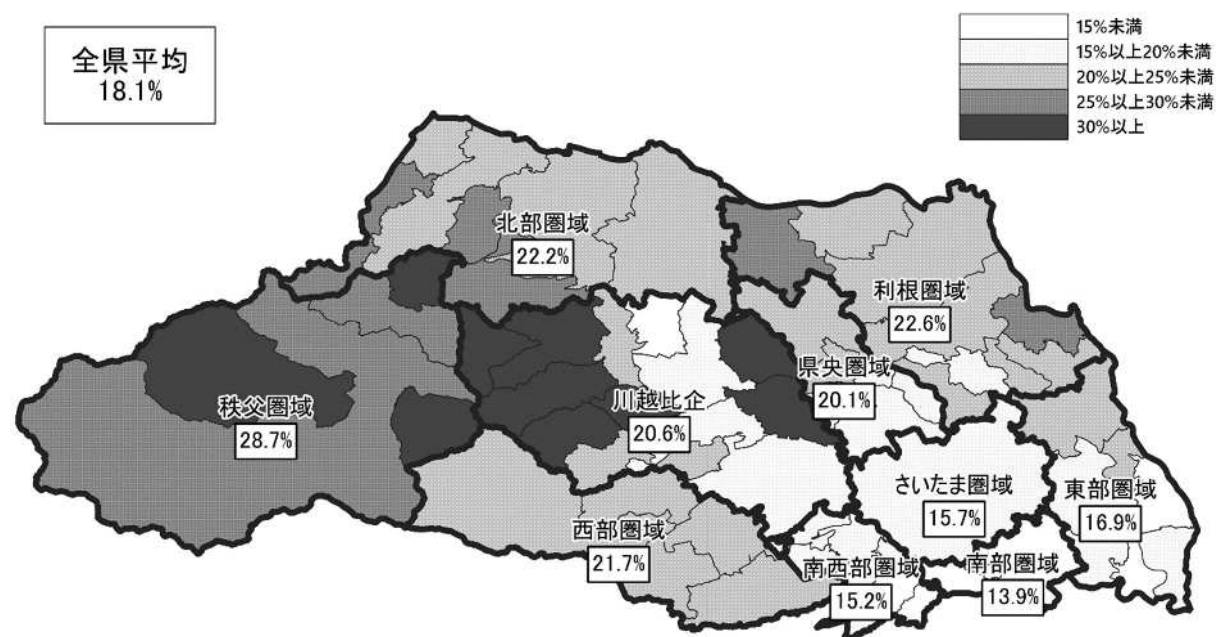 全県平均
18.1%
15%未満
15%以上20%未満
20%以上25%未満
25%以上30%未満
30%以上
北部圏域
22.2%
利根圏域
22.6%
県央圏域
20.1%
秩父圏域
28.7%
川越比企
20.6%
さいたま圏域
15.7%
東部圏域
16.9%
西部圏域
21.7%
南西部圏域
15.2%
南部圏域
13.9%